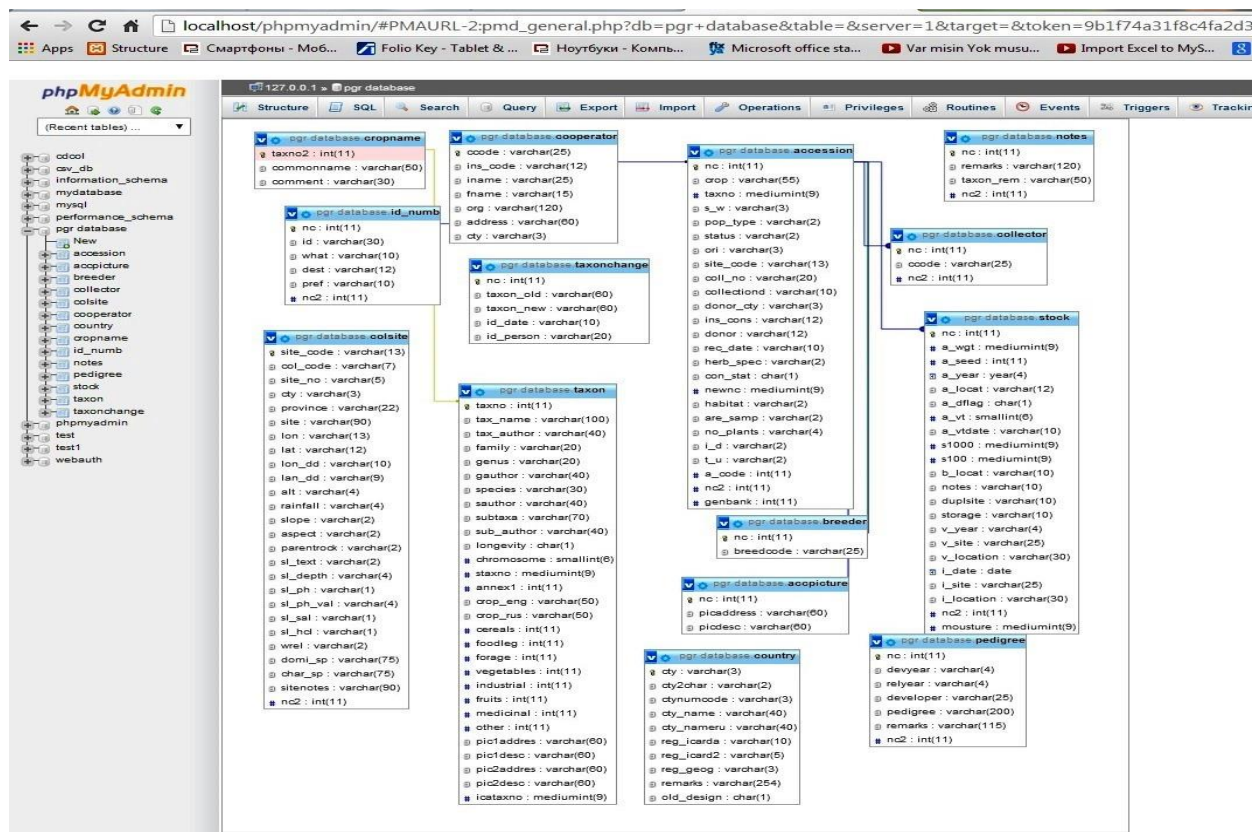 localhost/phpmyadmin/#PMAURL-2:pmd_general.php?db=pgr+database&table=&server=1&target=&token=9b1f74a31f8c4fa2d3
Apps Structure Смартфоны - Моб... Folio Key - Tablet & ... Ноутбуки - Компь... Microsoft office sta... Var misin Yok musu... Import Excel to MyS...
phpMyAdmin
(Recent tables) ...
cdcol
csv_db
information_schema
mydatabase
mysql
performance_schema
pgr database
New
accession
accpicture
breeder
collector
colsite
cooperator
country
cropname
id_numb
notes
pedigree
stock
taxon
taxonchange
phpmyadmin
test
test1
webauth
127.0.0.1 » pgr database
Structure SQL Search Query Export Import Operations Privileges Routines Events Triggers Trackin
pgr database.cropname
taxno2 : int(11)
commonname : varchar(50)
comment : varchar(30)
pgr database.cooperator
ccode : varchar(25)
ins_code : varchar(12)
iname : varchar(25)
fname : varchar(15)
org : varchar(120)
address : varchar(60)
cty : varchar(3)
pgr database.id_numb
nc : int(11)
id : varchar(30)
what : varchar(10)
dest : varchar(12)
pref : varchar(10)
nc2 : int(11)
pgr database.taxonchange
nc : int(11)
taxon_old : varchar(60)
taxon_new : varchar(60)
id_date : varchar(10)
id_person : varchar(20)
pgr database.colsite
site_code : varchar(13)
col_code : varchar(7)
site_no : varchar(5)
cty : varchar(3)
province : varchar(22)
site : varchar(90)
lon : varchar(13)
lat : varchar(12)
lon_dd : varchar(10)
lan_dd : varchar(9)
alt : varchar(4)
rainfall : varchar(4)
slope : varchar(2)
aspect : varchar(2)
parentrock : varchar(2)
sl_text : varchar(2)
sl_depth : varchar(4)
sl_ph : varchar(1)
sl_ph_val : varchar(4)
sl_sal : varchar(1)
sl_hcl : varchar(1)
wrel : varchar(2)
domi_sp : varchar(75)
char_sp : varchar(75)
sitenotes : varchar(90)
nc2 : int(11)
pgr database.taxon
taxno : int(11)
tax_name : varchar(100)
tax_author : varchar(40)
family : varchar(20)
genus : varchar(20)
gauthor : varchar(40)
species : varchar(30)
sauthor : varchar(40)
subtaxa : varchar(70)
sub_author : varchar(40)
longevity : char(1)
chromosome : smallint(6)
staxno : mediumint(9)
annex1 : int(11)
crop_eng : varchar(50)
crop_rus : varchar(50)
cereals : int(11)
foodleg : int(11)
forage : int(11)
vegetables : int(11)
industrial : int(11)
fruits : int(11)
medicinal : int(11)
other : int(11)
pic1addres : varchar(60)
pic1desc : varchar(60)
pic2addres : varchar(60)
pic2desc : varchar(60)
icataxno : mediumint(9)
pgr database.accession
nc : int(11)
crop : varchar(55)
taxno : mediumint(9)
s_w : varchar(3)
pop_type : varchar(2)
status : varchar(2)
ori : varchar(3)
site_code : varchar(13)
coll_no : varchar(20)
collectiond : varchar(10)
donor_cty : varchar(3)
ins_cons : varchar(12)
donor : varchar(12)
rec_date : varchar(10)
herb_spec : varchar(2)
con_stat : char(1)
newnc : mediumint(9)
habitat : varchar(2)
are_samp : varchar(2)
no_plants : varchar(4)
i_d : varchar(2)
t_u : varchar(2)
a_code : int(11)
nc2 : int(11)
genbank : int(11)
pgr database.breeder
nc : int(11)
breedcode : varchar(25)
pgr database.accpicture
nc : int(11)
picaddress : varchar(60)
picdesc : varchar(60)
pgr database.country
cty : varchar(3)
cty2char : varchar(2)
ctynumcode : varchar(3)
cty_name : varchar(40)
cty_nameru : varchar(40)
reg_icarda : varchar(10)
reg_icard2 : varchar(5)
reg_geog : varchar(3)
remarks : varchar(254)
old_design : char(1)
pgr database.notes
nc : int(11)
remarks : varchar(120)
taxon_rem : varchar(50)
nc2 : int(11)
pgr database.collector
nc : int(11)
ccode : varchar(25)
nc2 : int(11)
pgr database.stock
nc : int(11)
a_wgt : mediumint(9)
a_seed : int(11)
a_year : year(4)
a_locat : varchar(12)
a_dflag : char(1)
a_vt : smallint(6)
a_vtdate : varchar(10)
s1000 : mediumint(9)
s100 : mediumint(9)
b_locat : varchar(10)
notes : varchar(10)
duplsite : varchar(10)
storage : varchar(10)
v_year : varchar(4)
v_site : varchar(25)
v_location : varchar(30)
i_date : date
i_site : varchar(25)
i_location : varchar(30)
nc2 : int(11)
mousture : mediumint(9)
pgr database.pedigree
nc : int(11)
devyear : varchar(4)
relyear : varchar(4)
developer : varchar(25)
pedigree : varchar(200)
remarks : varchar(115)
nc2 : int(11)